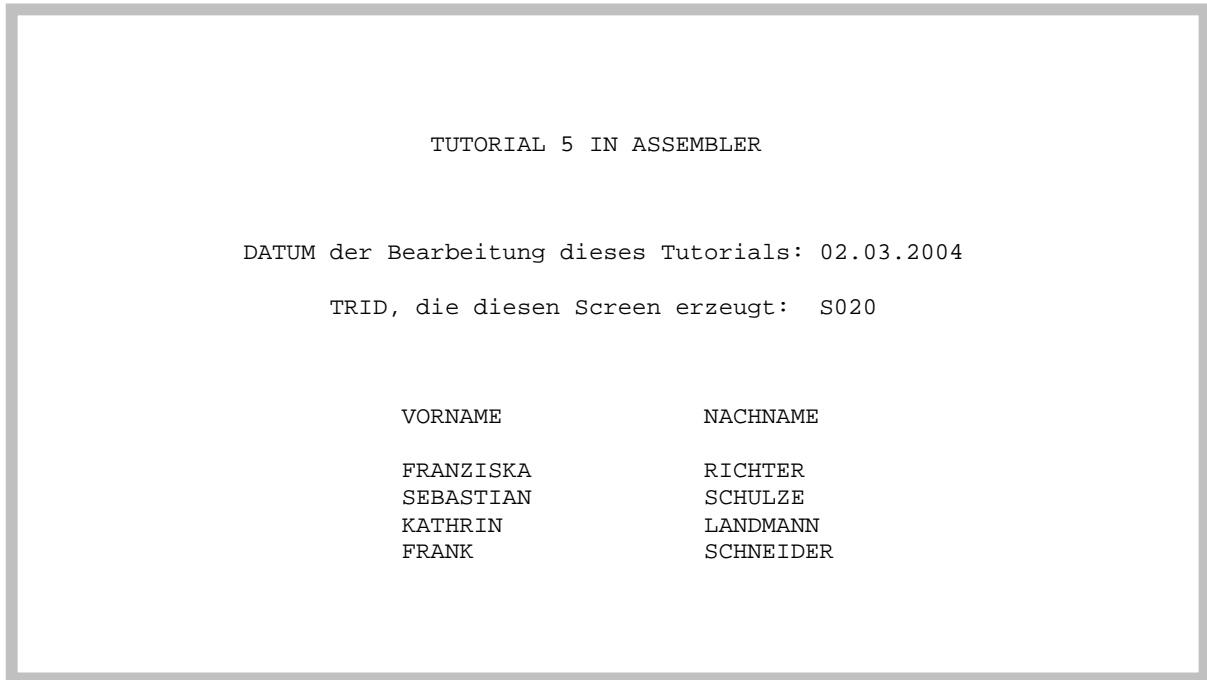 TUTORIAL 5 IN ASSEMBLER
DATUM der Bearbeitung dieses Tutorials: 02.03.2004
TRID, die diesen Screen erzeugt: S020
VORNAME NACHNAME
FRANZISKA RICHTER
SEBASTIAN SCHULZE
KATHRIN LANDMANN
FRANK SCHNEIDER